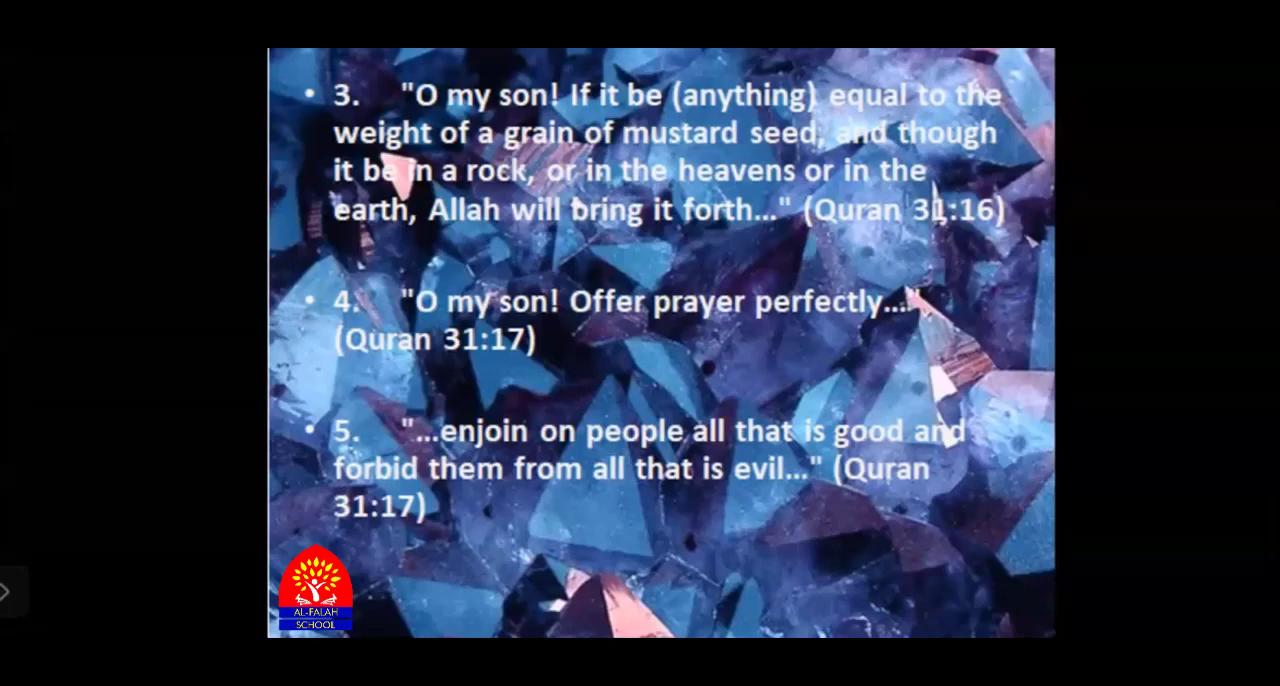 • 3. "O my son! If it be (anything) equal to the
weight of a grain of mustard seed, and though
it be in a rock, or in the heavens or in the
earth, Allah will bring it forth…" (Quran 31:16)
• 4. "O my son! Offer prayer perfectly…"
(Quran 31:17)
• 5. "…enjoin on people all that is good and
forbid them from all that is evil…" (Quran
31:17)
AL-FALAH
SCHOOL